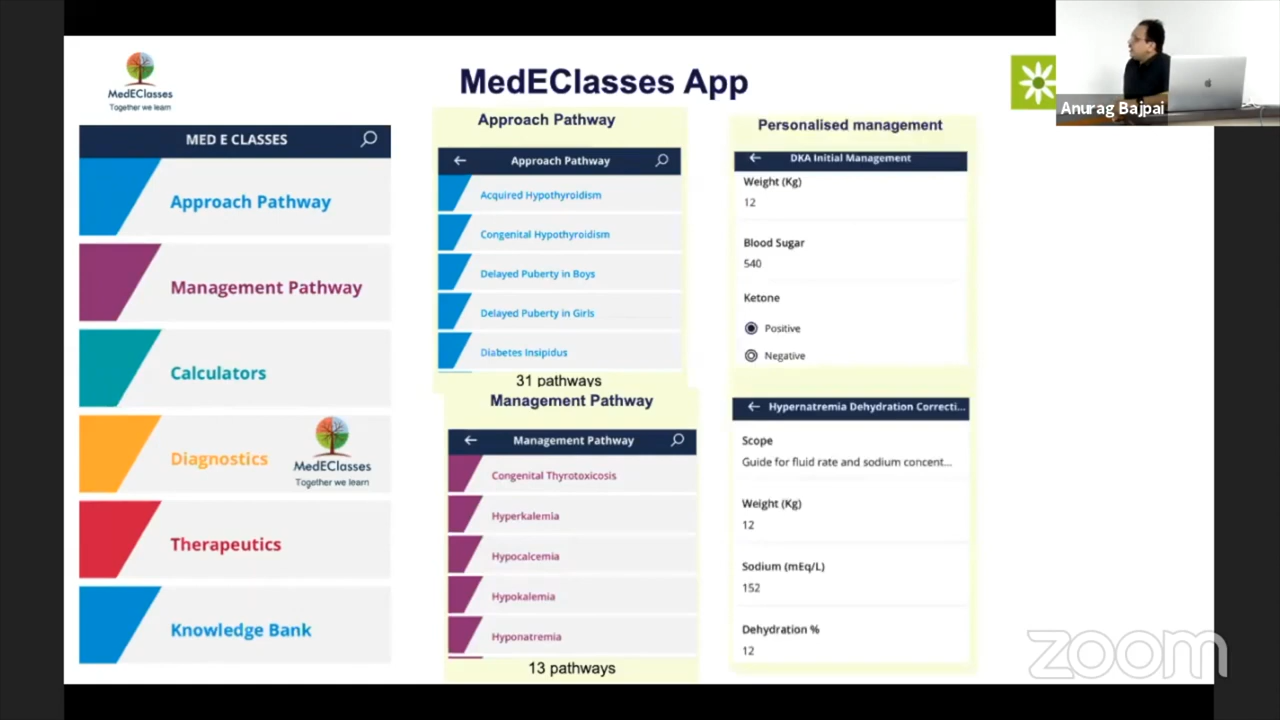 MedEClasses
Together we learn
MedEClasses App
Anurag Bajpai
MED E CLASSES
Approach Pathway
Management Pathway
Calculators
Diagnostics
MedEClasses
Together we learn
Therapeutics
Knowledge Bank
Approach Pathway
Approach Pathway
Acquired Hypothyroidism
Congenital Hypothyroidism
Delayed Puberty in Boys
Delayed Puberty in Girls
Diabetes Insipidus
31 pathways
Management Pathway
Management Pathway
Congenital Thyrotoxicosis
Hyperkalemia
Hypocalcemia
Hypokalemia
Hyponatremia
13 pathways
Personalised management
DKA Initial Management
Weight (Kg)
12
Blood Sugar
540
Ketone
Positive
Negative
Hypernatremia Dehydration Correcti...
Scope
Guide for fluid rate and sodium concent...
Weight (Kg)
12
Sodium (mEq/L)
152
Dehydration %
12
zoom